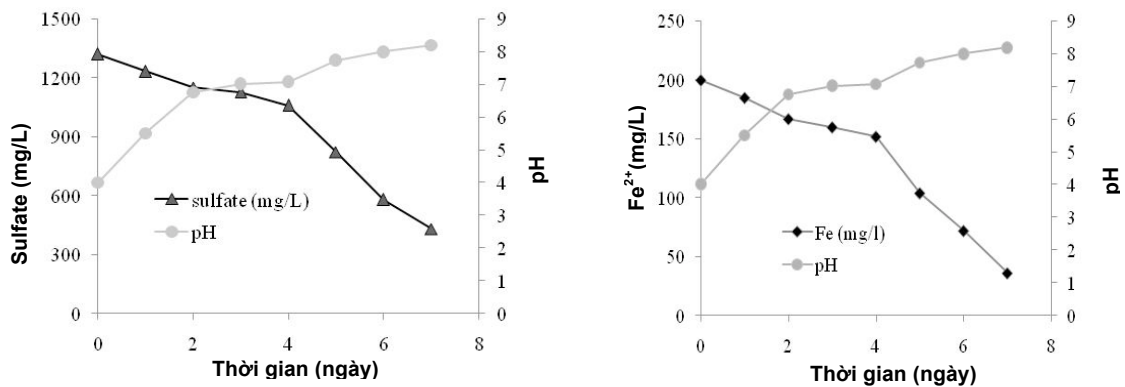 1500
1200
900
600
300
0
Sulfate (mg/L)
sulfate (mg/L)
pH
9
8
7
6
5
4
3
2
1
0
pH
0 2 4 6 8
Thời gian (ngày)
250
200
150
100
50
0
Fe²⁺(mg/L)
Fe (mg/l)
pH
9
8
7
6
5
4
3
2
1
0
pH
0 2 4 6 8
Thời gian (ngày)